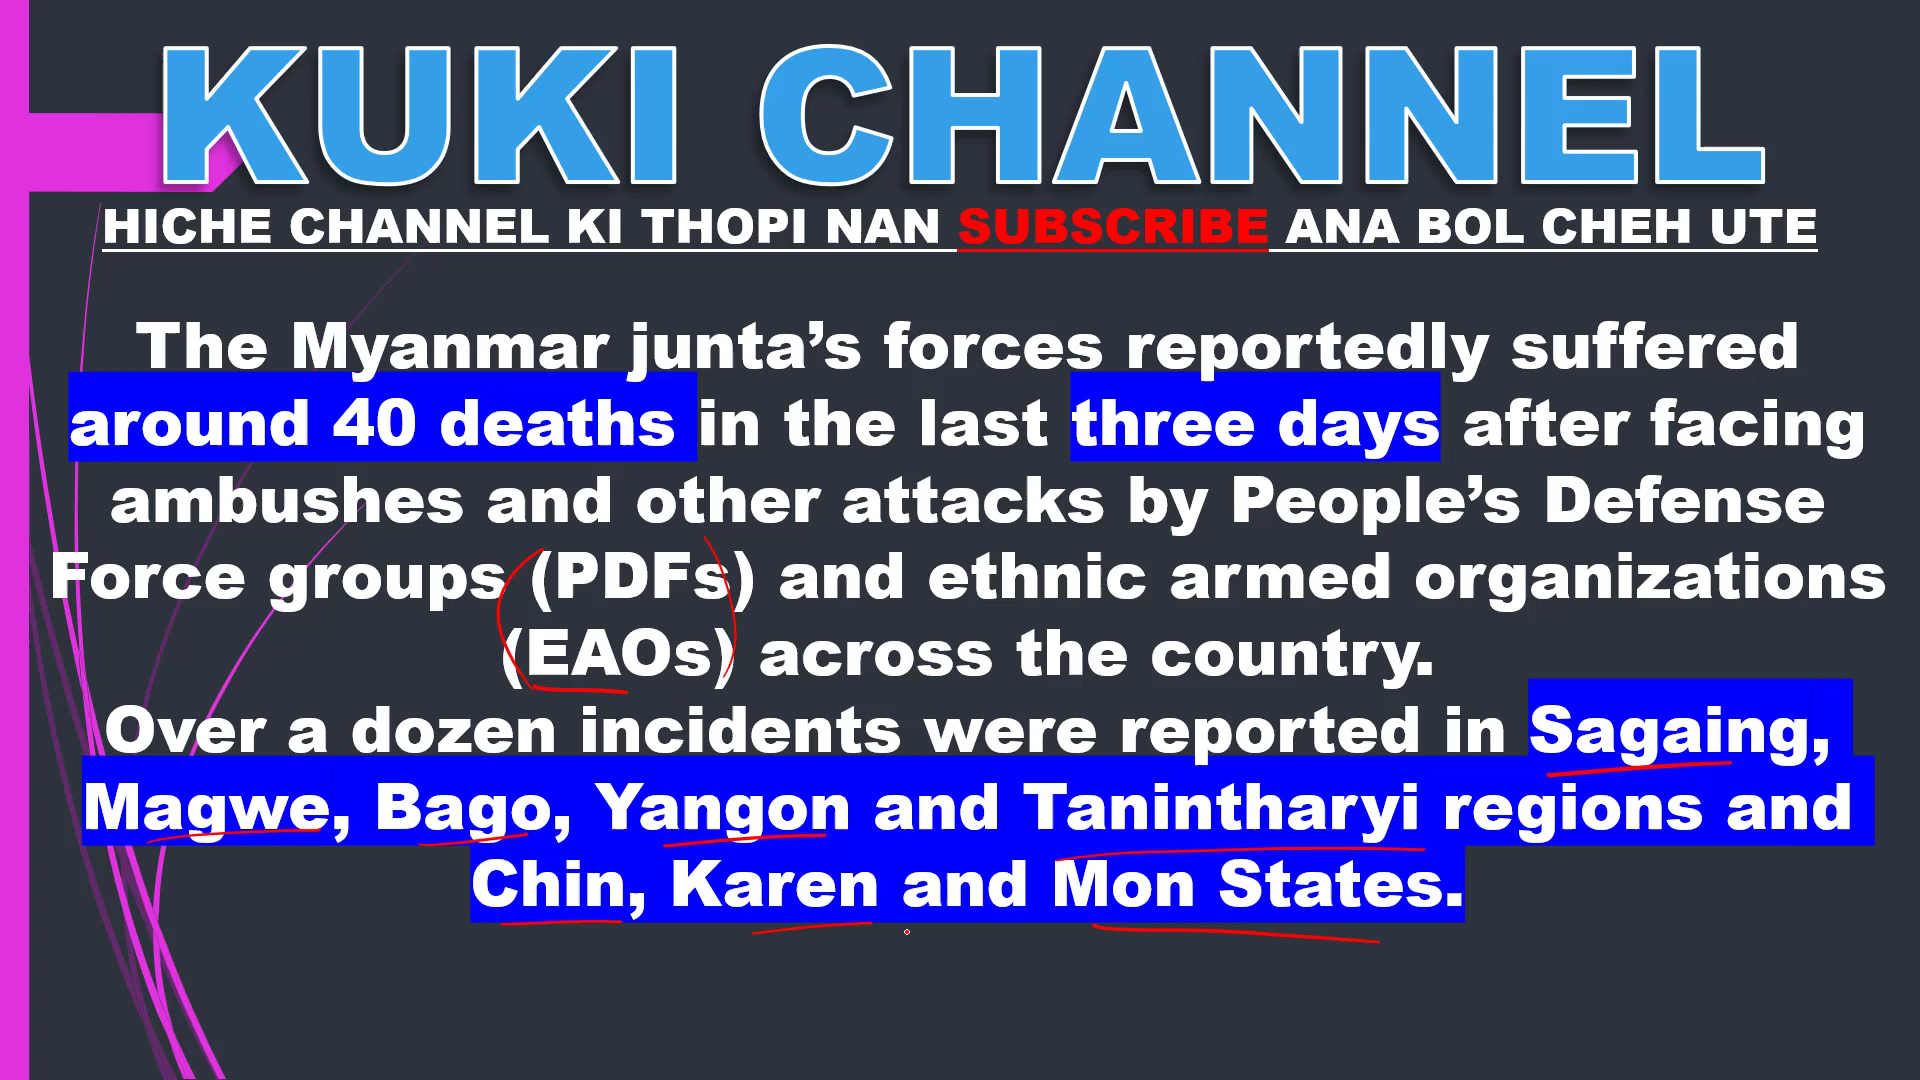 KUKI CHANNEL
HICHE CHANNEL KI THOPI NAN SUBSCRIBE ANA BOL CHEH UTE
The Myanmar junta’s forces reportedly suffered
around 40 deaths in the last three days after facing
ambushes and other attacks by People’s Defense
Force groups (PDFs) and ethnic armed organizations
(EAOs) across the country.
Over a dozen incidents were reported in Sagaing,
Magwe, Bago, Yangon and Tanintharyi regions and
Chin, Karen and Mon States.